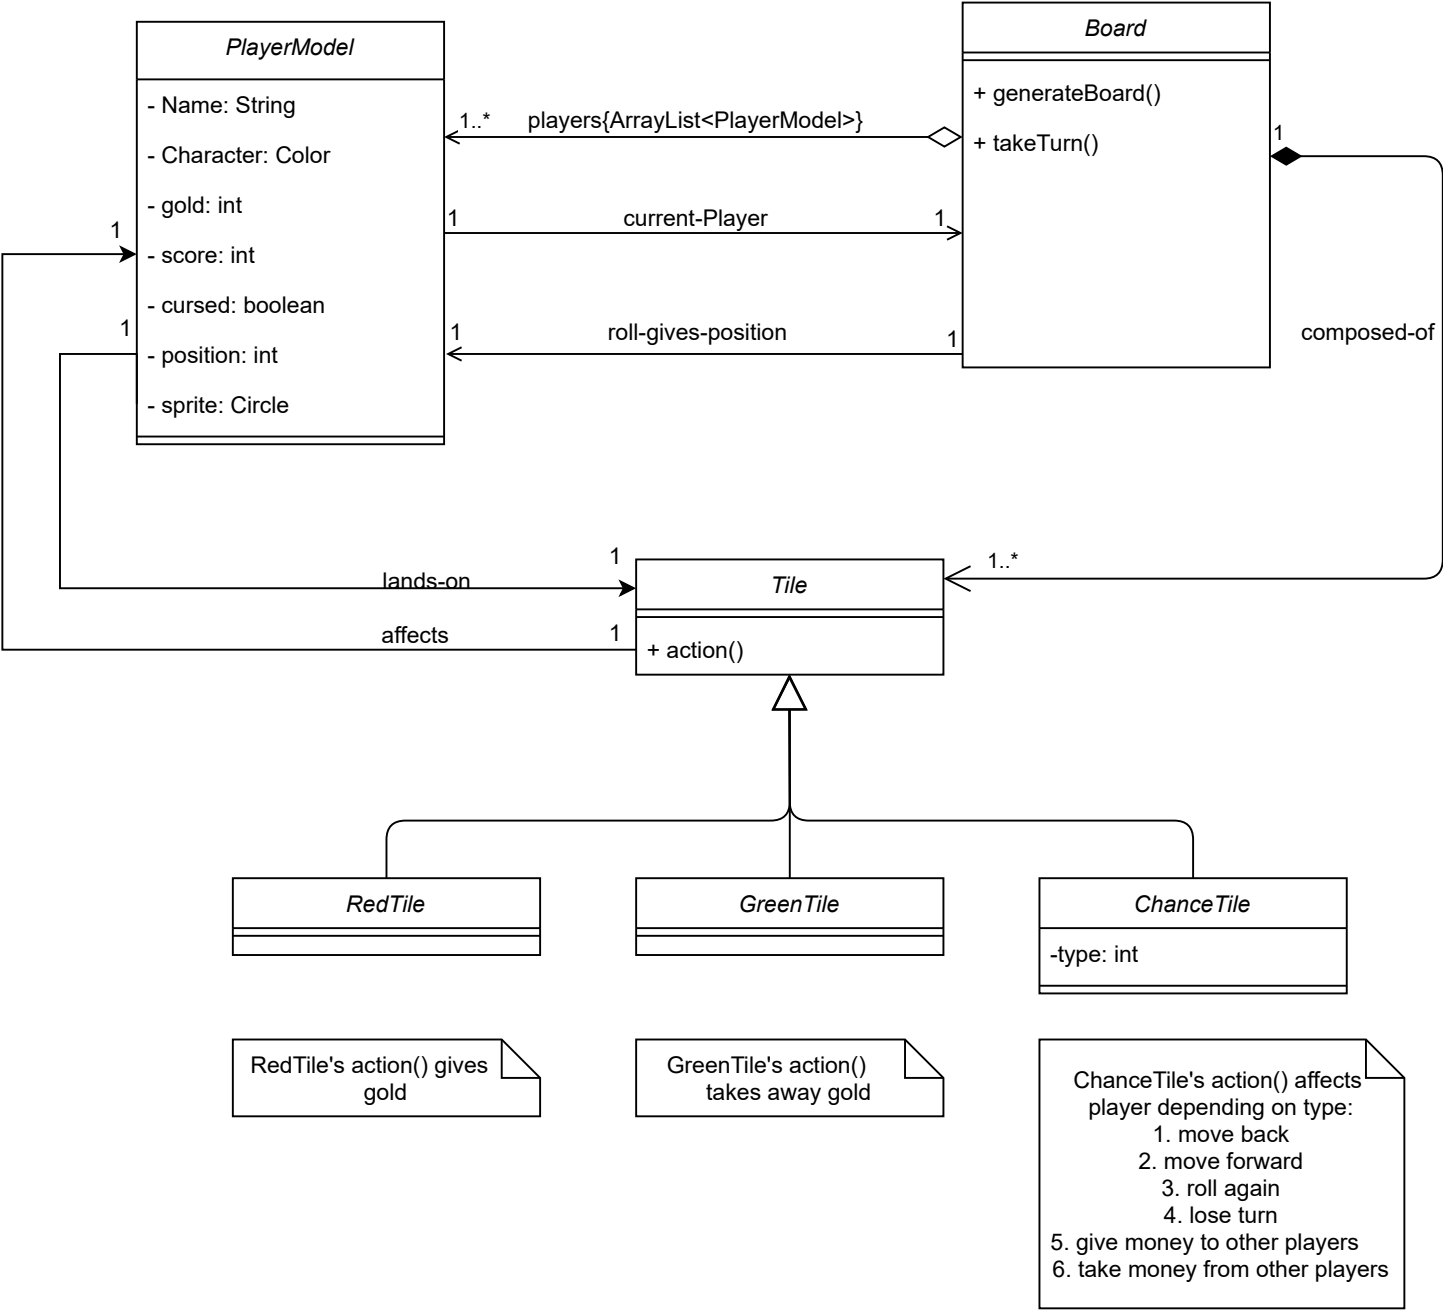 PlayerModel
- Name: String
- Character: Color
- gold: int
- score: int
- cursed: boolean
- position: int
- sprite: Circle
Board
+ generateBoard()
+ takeTurn()
1..*
players{ArrayList<PlayerModel>}
1
current-Player
1
1
roll-gives-position
1
1
composed-of
1..*
1
1
1
lands-on
affects
1
Tile
+ action()
RedTile
GreenTile
ChanceTile
-type: int
RedTile's action() gives
gold
GreenTile's action()
takes away gold
ChanceTile's action() affects
player depending on type:
1. move back
2. move forward
3. roll again
4. lose turn
5. give money to other players
6. take money from other players